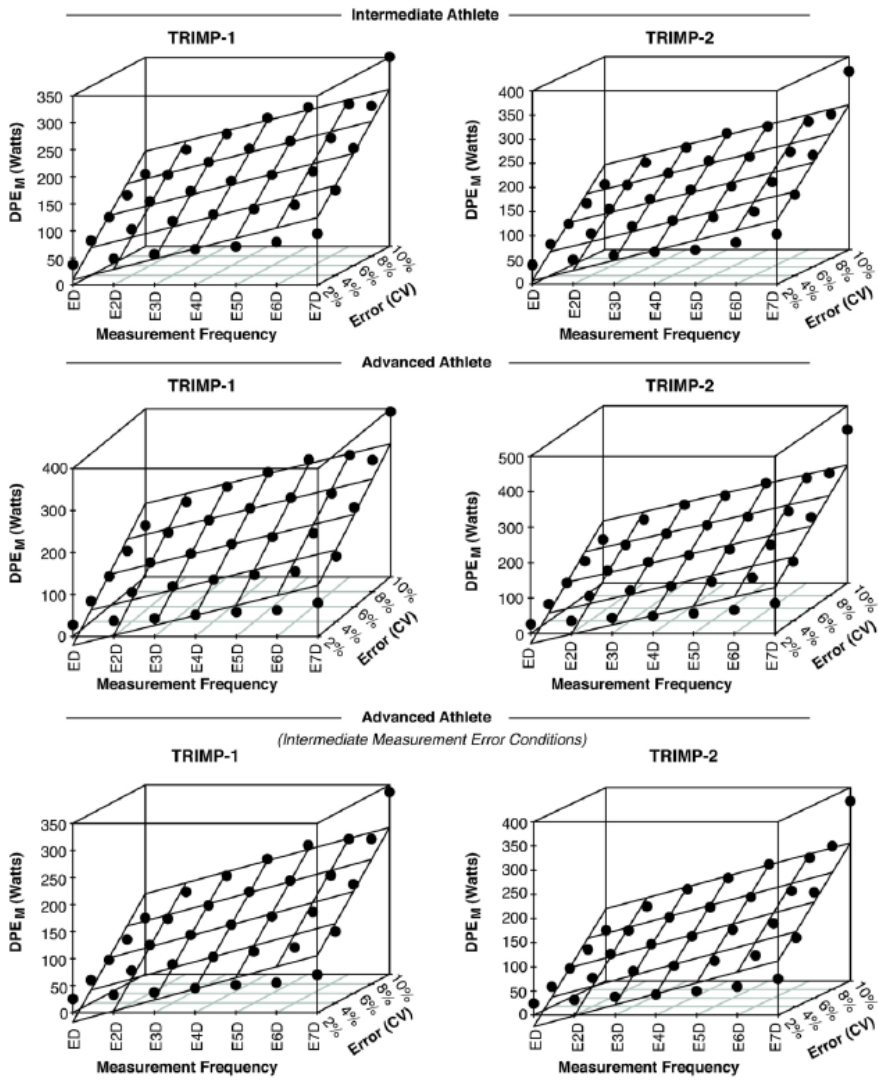 Intermediate Athlete
TRIMP-1
TRIMP-2
DPE_M (Watts)
350
300
250
200
150
100
50
0
ED
E2D
E3D
E4D
E5D
E6D
E7D
2%
4%
6%
8%
10%
Error (CV)
Measurement Frequency
DPE_M (Watts)
400
350
300
250
200
150
100
50
0
ED
E2D
E3D
E4D
E5D
E6D
E7D
2%
4%
6%
8%
10%
Error (CV)
Measurement Frequency
Advanced Athlete
TRIMP-1
TRIMP-2
DPE_M (Watts)
400
300
200
100
0
ED
E2D
E3D
E4D
E5D
E6D
E7D
2%
4%
6%
8%
10%
Error (CV)
Measurement Frequency
DPE_M (Watts)
500
400
300
200
100
0
ED
E2D
E3D
E4D
E5D
E6D
E7D
2%
4%
6%
8%
10%
Error (CV)
Measurement Frequency
Advanced Athlete
(Intermediate Measurement Error Conditions)
TRIMP-1
TRIMP-2
DPE_M (Watts)
350
300
250
200
150
100
50
0
ED
E2D
E3D
E4D
E5D
E6D
E7D
2%
4%
6%
8%
10%
Error (CV)
Measurement Frequency
DPE_M (Watts)
400
350
300
250
200
150
100
50
0
ED
E2D
E3D
E4D
E5D
E6D
E7D
2%
4%
6%
8%
10%
Error (CV)
Measurement Frequency